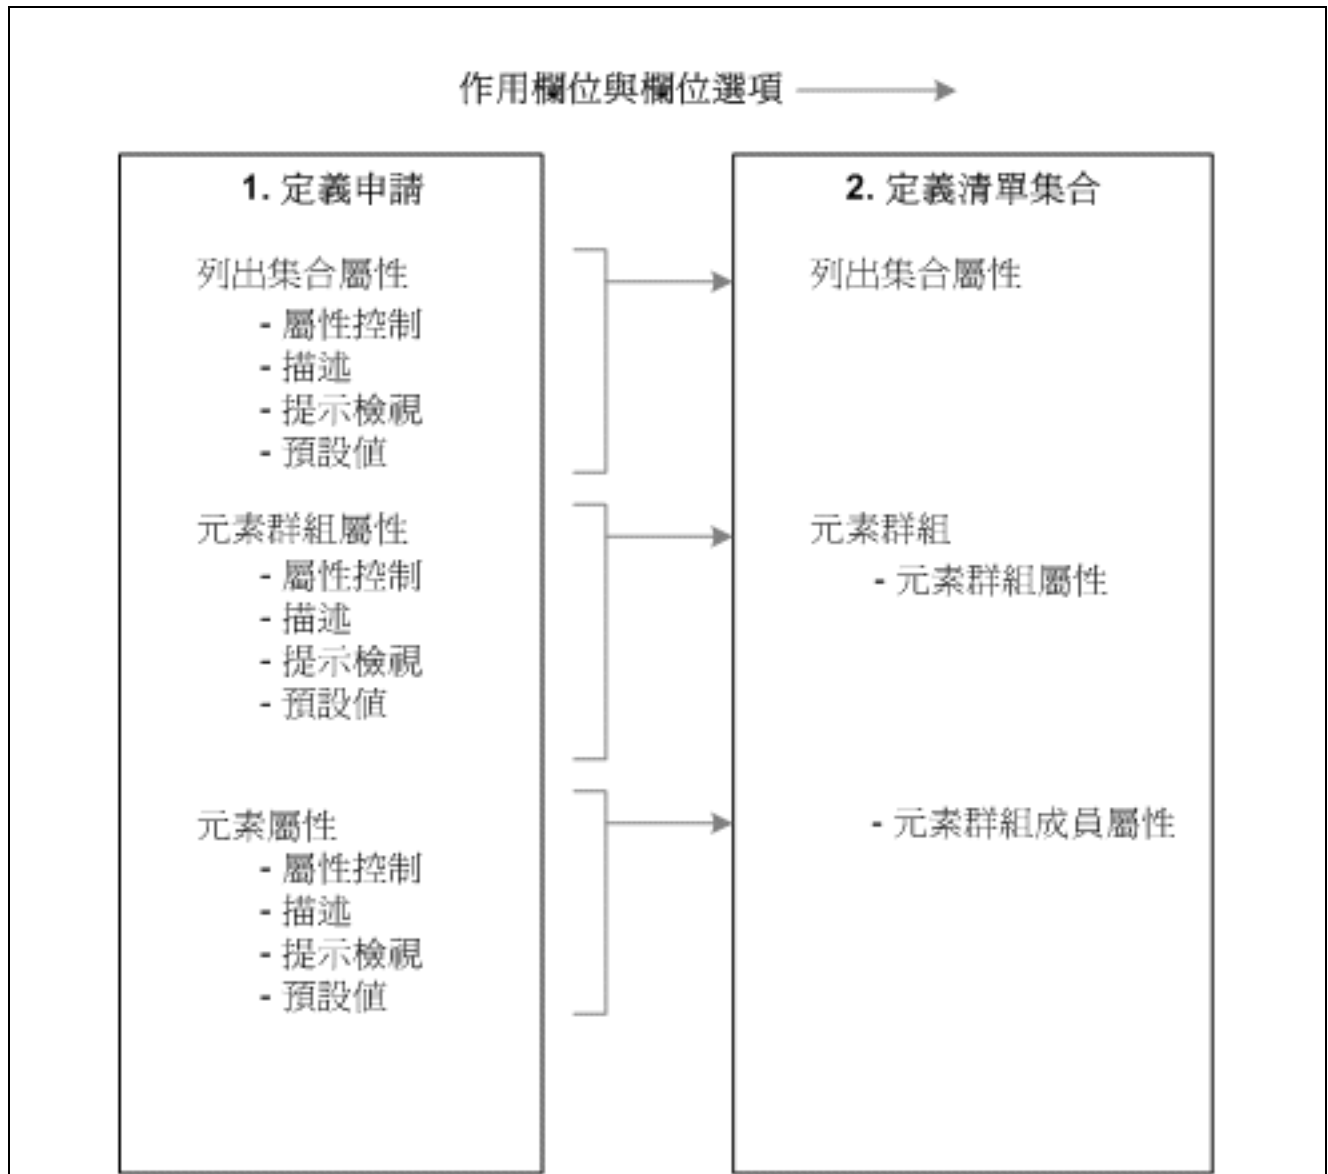 作用欄位與欄位選項
1. 定義申請
列出集合屬性
- 屬性控制
- 描述
- 提示檢視
- 預設值
元素群組屬性
- 屬性控制
- 描述
- 提示檢視
- 預設值
元素屬性
- 屬性控制
- 描述
- 提示檢視
- 預設值
2. 定義清單集合
列出集合屬性
元素群組
- 元素群組屬性
- 元素群組成員屬性